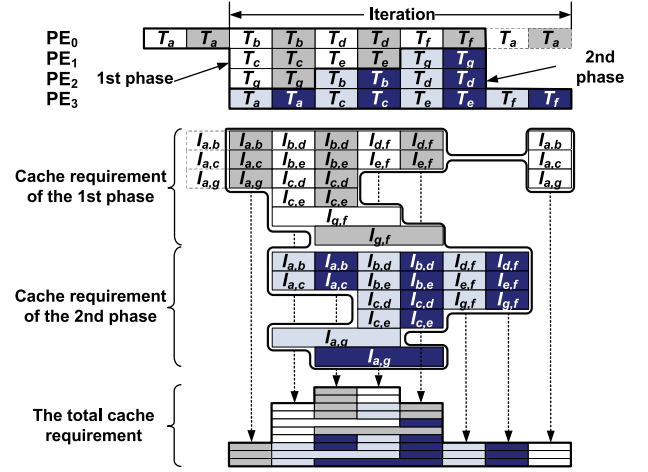 Iteration
PE0 Ta Ta Tb Tb Td Td Tf Tf Ta Ta
PE1 Tc Tc Te Te Tg Tg
PE2 Tg Tg Tb Tb Td Td
PE3 Ta Ta Tc Tc Te Te Tf Tf
1st phase
2nd
phase
Ia,b Ia,b Ib,d Ib,d Id,f Id,f Ia,b
Ia,c Ia,c Ib,e Ib,e Ie,f Ie,f Ia,c
Ia,g Ia,g Ic,d Ic,d Ia,g
Ic,e Ic,e
Ig,f
Ig,f
Cache requirement
of the 1st phase
Ia,b Ia,b Ib,d Ib,d Id,f Id,f
Ia,c Ia,c Ib,e Ib,e Ie,f Ie,f
Ic,d Ic,d Ig,f Ig,f
Ic,e Ic,e
Ia,g
Ia,g
Cache requirement
of the 2nd phase
The total cache
requirement